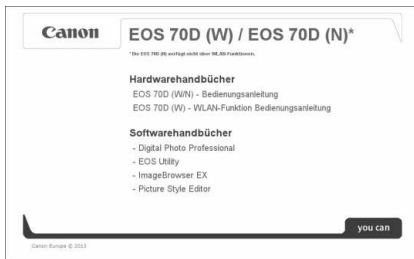 Canon
EOS 70D (W) / EOS 70D (N)*
* Die EOS 70D (N) verfügt nicht über WLAN-Funktionen.
Hardwarehandbücher
EOS 70D (W/N) - Bedienungsanleitung
EOS 70D (W) - WLAN-Funktion Bedienungsanleitung
Softwarehandbücher
- Digital Photo Professional
- EOS Utility
- ImageBrowser EX
- Picture Style Editor
you can
Canon Europe © 2013